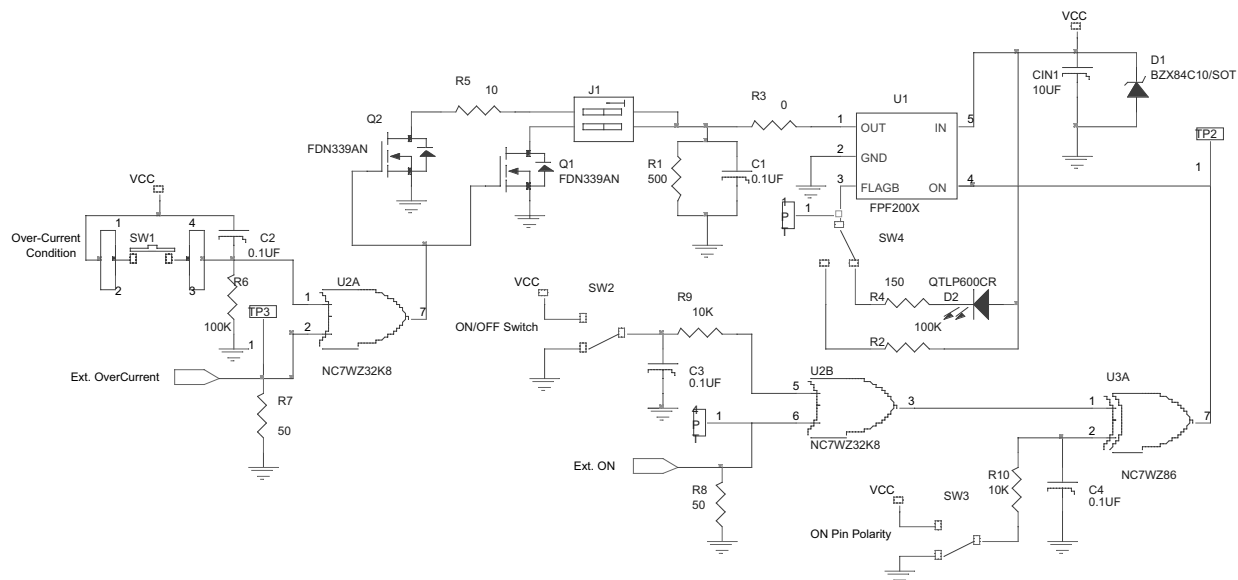 VCC
D1
BZX84C10/SOT
CIN1
10UF
R5
10
J1
R3
0
U1
1
OUT
IN
5
2
GND
3
FLAGB
ON
4
FPF200X
TP2
1
Q2
FDN339AN
Q1
FDN339AN
R1
500
C1
0.1UF
VCC
Over-Current
Condition
1
SW1
4
2
3
C2
0.1UF
R6
100K
TP3
1
U2A
1
2
7
NC7WZ32K8
Ext. OverCurrent
R7
50
1
P
T
1
SW4
150
R4
QTLP600CR
D2
100K
R2
VCC
SW2
ON/OFF Switch
R9
10K
C3
0.1UF
U2B
5
6
3
NC7WZ32K8
4
P
T
1
Ext. ON
R8
50
U3A
1
2
7
NC7WZ86
R10
10K
C4
0.1UF
VCC
SW3
ON Pin Polarity